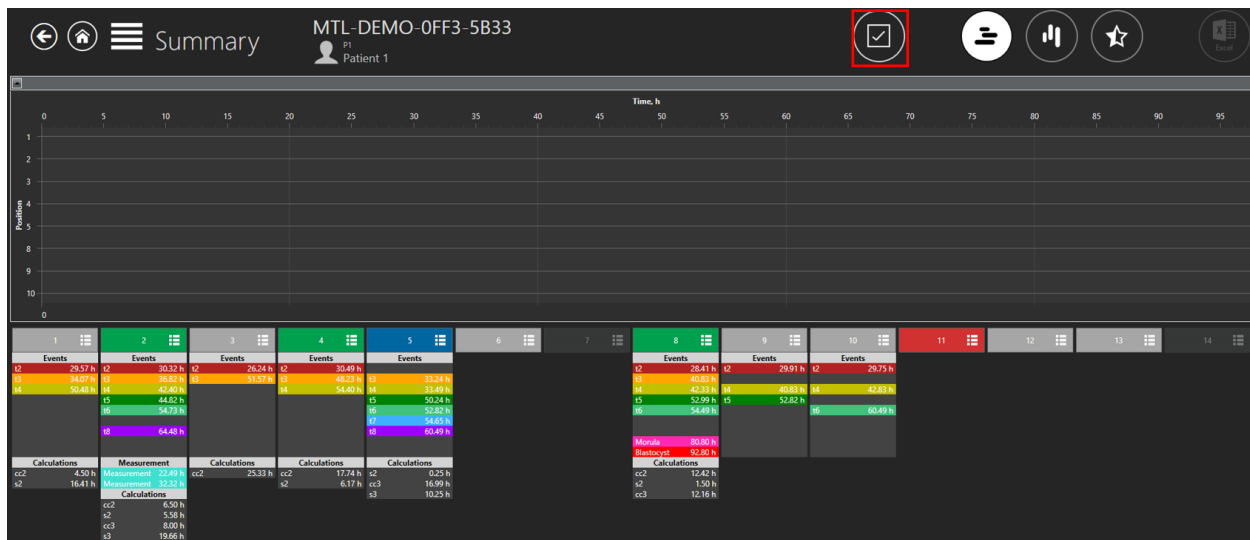 Summary
MTL-DEMO-0FF3-5B33
P1
Patient 1
Excel
Time, h
0 5 10 15 20 25 30 35 40 45 50 55 60 65 70 75 80 85 90 95
Position
1
2
3
4
5
8
9
10
0
1 2 3 4 5 6 7 8 9 10 11 12 13 14
Events Events Events Events Events Events Events Events
t2 29.57 h t2 30.32 h t2 26.24 h t2 30.49 h t2 28.41 h t2 29.91 h t2 29.75 h
t3 34.07 h t3 36.82 h t3 51.57 h t3 48.23 h t3 33.24 h t3 40.83 h
t4 50.48 h t4 42.40 h t4 54.40 h t4 33.49 h t4 42.33 h t4 40.83 h t4 42.83 h
t5 44.82 h t5 50.24 h t5 52.99 h t5 52.82 h
t6 54.73 h t6 52.82 h t6 54.49 h t6 60.49 h
t7 54.65 h
t8 64.48 h t8 60.49 h
Morula 80.80 h
Blastocyst 92.80 h
Calculations Measurement Calculations Calculations Calculations Calculations
cc2 4.50 h Measurement 22.49 h cc2 25.33 h cc2 17.74 h s2 0.25 h cc2 12.42 h
s2 16.41 h Measurement 32.32 h s2 6.17 h cc3 16.99 h s2 1.50 h
Calculations s3 10.25 h cc3 12.16 h
cc2 6.50 h
s2 5.58 h
cc3 8.00 h
s3 19.66 h